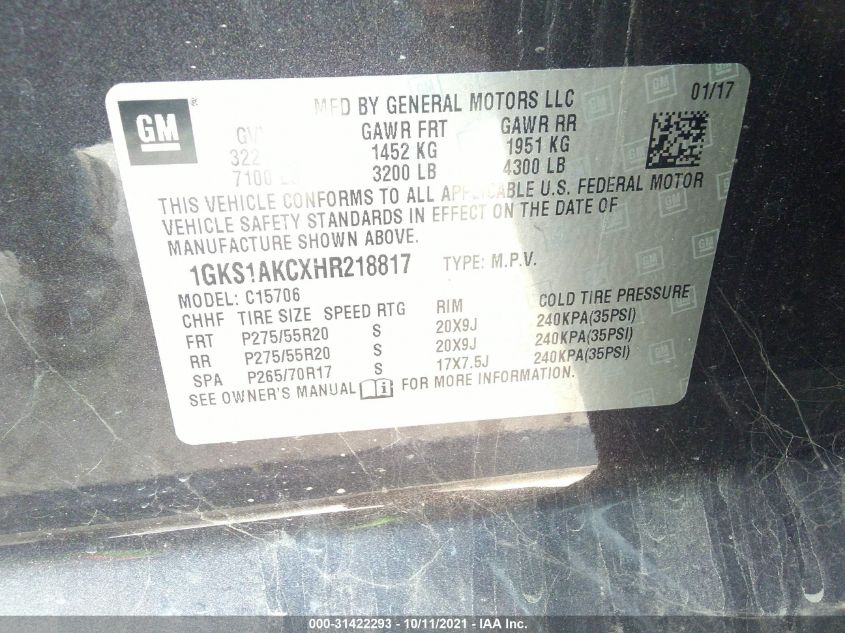 GM ® MFD BY GENERAL MOTORS LLC 01/17
GAWR FRT GAWR RR
1452 KG 1951 KG
7100 3200 LB 4300 LB
THIS VEHICLE CONFORMS TO ALL APPLICABLE U.S. FEDERAL MOTOR
VEHICLE SAFETY STANDARDS IN EFFECT ON THE DATE OF
MANUFACTURE SHOWN ABOVE.
1GKS1AKCXHR218817 TYPE: M.P.V.
MODEL: C15706
CHHF TIRE SIZE SPEED RTG RIM COLD TIRE PRESSURE
FRT P275/55R20 S 20X9J 240KPA(35PSI)
RR P275/55R20 S 20X9J 240KPA(35PSI)
SPA P265/70R17 S 17X7.5J 240KPA(35PSI)
SEE OWNER'S MANUAL FOR MORE INFORMATION.
000-31422293 - 10/11/2021 - IAA Inc.